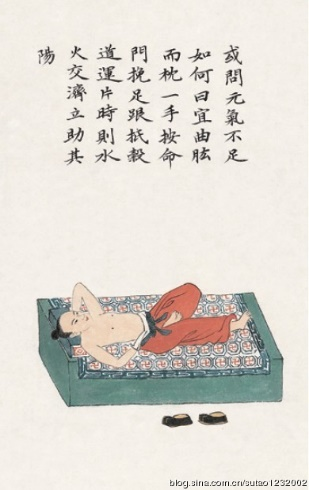 或問元氣不足
如何曰宜曲肱
而枕一手按命
門挽足跟抵穀
道運片時則水
火交濟立助其
陽
blog.sina.com.cn/sutao1232002